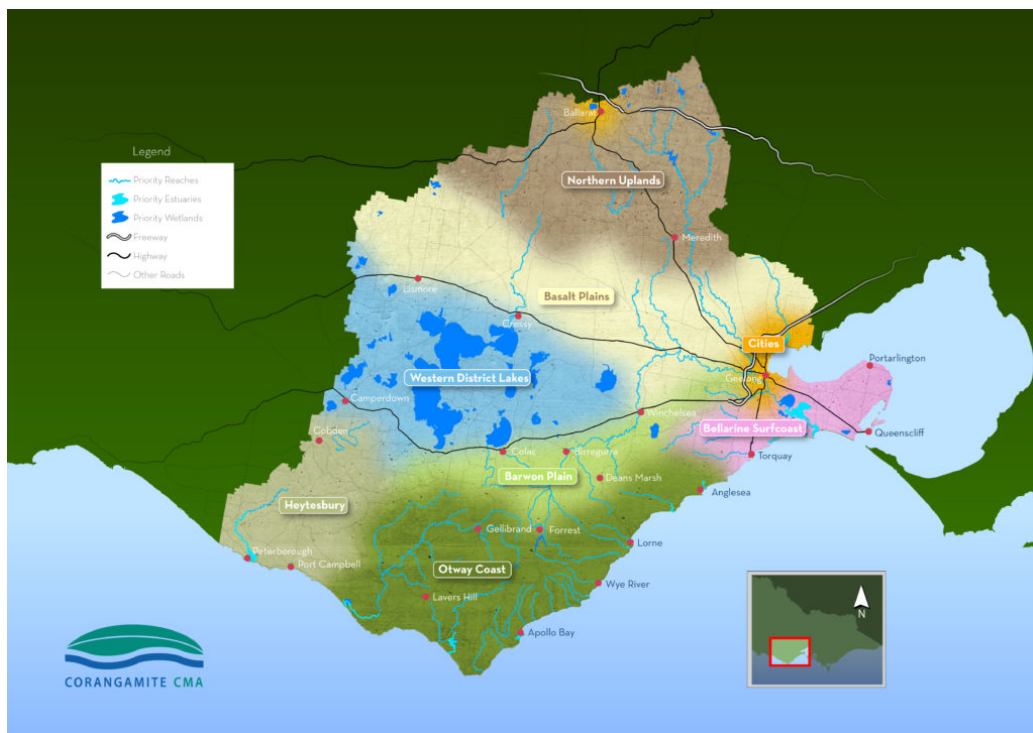 Legend
Priority Reaches
Priority Estuaries
Priority Wetlands
Freeway
Highway
Other Roads
Ballarat
Northern Uplands
Meredith
Lismore
Basalt Plains
Cressy
Cities
Geelong
Portarlington
Western District Lakes
Camperdown
Winchelsea
Bellarine Surfcoast
Queenscliff
Cobden
Colac
Birregurra
Torquay
Barwon Plain
Deans Marsh
Anglesea
Heytesbury
Gellibrand
Forrest
Lorne
Peterborough
Port Campbell
Otway Coast
Wye River
Lavers Hill
Apollo Bay
N
CORANGAMITE CMA